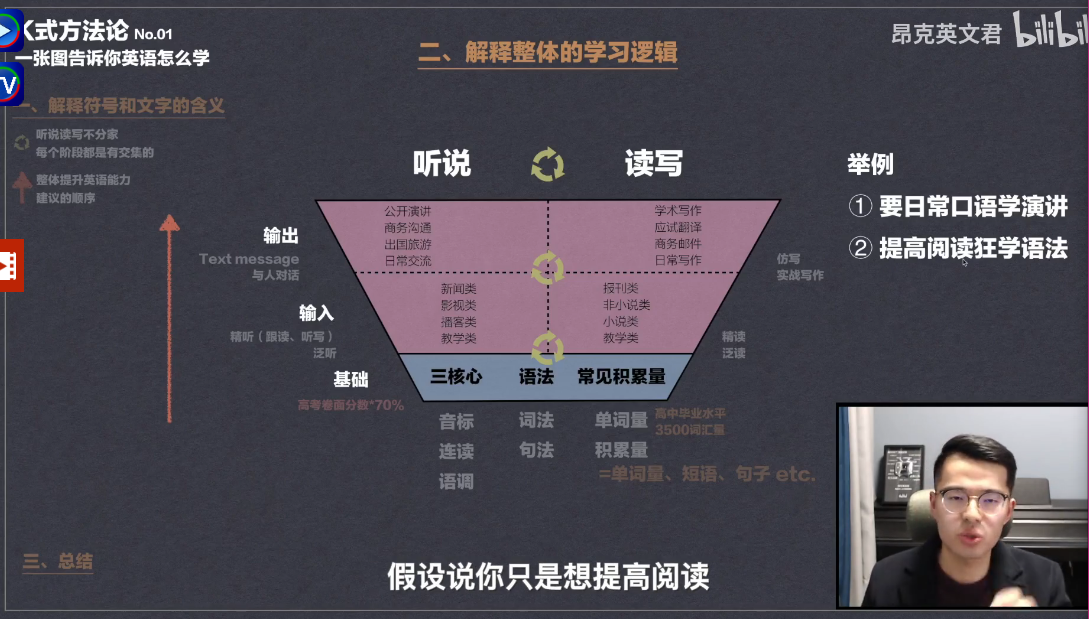 K式方法论 No.01
一张图告诉你英语怎么学
昂克英文君
bilibili
TV
二、解释整体的学习逻辑
一、解释符号和文字的含义
听说读写不分家
每个阶段都是有交集的
整体提升英语能力
建议的顺序
听说
读写
举例
① 要日常口语学演讲
② 提高阅读狂学语法
输出
Text message
与人对话
公开演讲
商务沟通
出国旅游
日常交流
学术写作
应试翻译
商务邮件
日常写作
仿写
实战写作
输入
精听（跟读、听写）
泛听
新闻类
影视类
播客类
教学类
报刊类
非小说类
小说类
教学类
精读
泛读
基础
高考卷面分数*70%
三核心
语法
常见积累量
音标
连读
语调
词法
句法
单词量
高中毕业水平
3500词汇量
积累量
=单词量、短语、句子 etc.
三、总结
假设说你只是想提高阅读